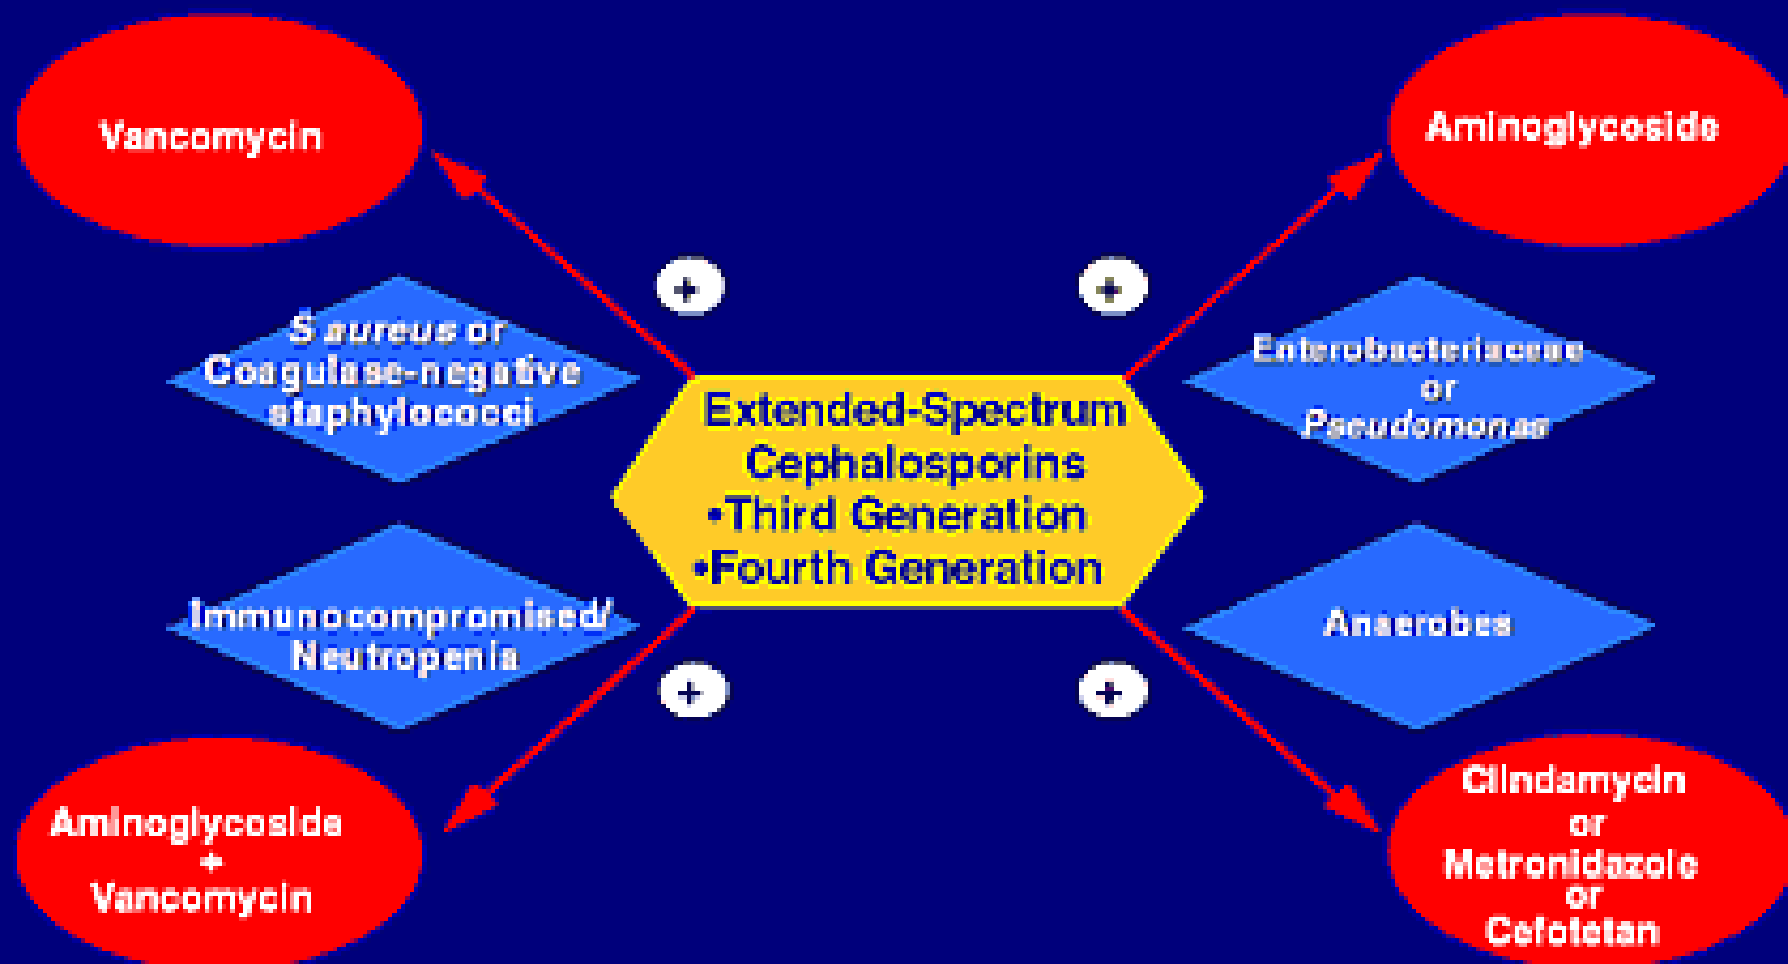 Vancomycin
Aminoglycoside
+
+
S aureus or
Coagulase-negative
staphylococci
Enterobacteriaceae
or
Pseudomonas
Extended-Spectrum
Cephalosporins
•Third Generation
•Fourth Generation
Immunocompromised/
Neutropenia
Anaerobes
+
+
Aminoglycoside
+
Vancomycin
Clindamycin
or
Metronidazole
or
Cefotetan